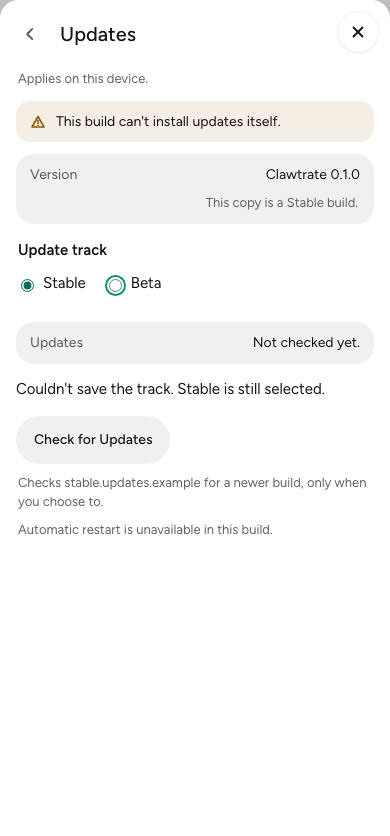 Updates
Applies on this device.
This build can't install updates itself.
Version
Clawtrate 0.1.0
This copy is a Stable build.
Update track
Stable
Beta
Updates
Not checked yet.
Couldn't save the track. Stable is still selected.
Check for Updates
Checks stable.updates.example for a newer build, only when
you choose to.
Automatic restart is unavailable in this build.